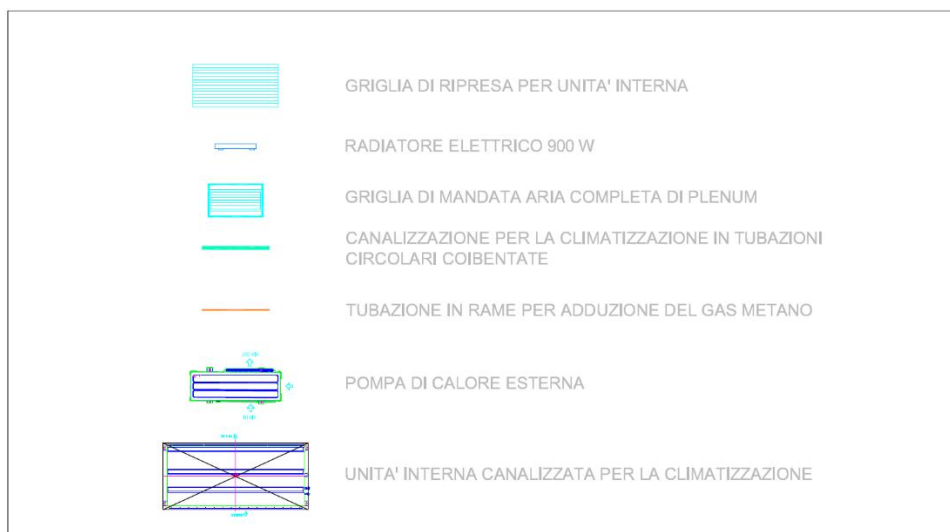 GRIGLIA DI RIPRESA PER UNITA' INTERNA
RADIATORE ELETTRICO 900 W
GRIGLIA DI MANDATA ARIA COMPLETA DI PLENUM
CANALIZZAZIONE PER LA CLIMATIZZAZIONE IN TUBAZIONI
CIRCOLARI COIBENTATE
TUBAZIONE IN RAME PER ADDUZIONE DEL GAS METANO
POMPA DI CALORE ESTERNA
UNITA' INTERNA CANALIZZATA PER LA CLIMATIZZAZIONE